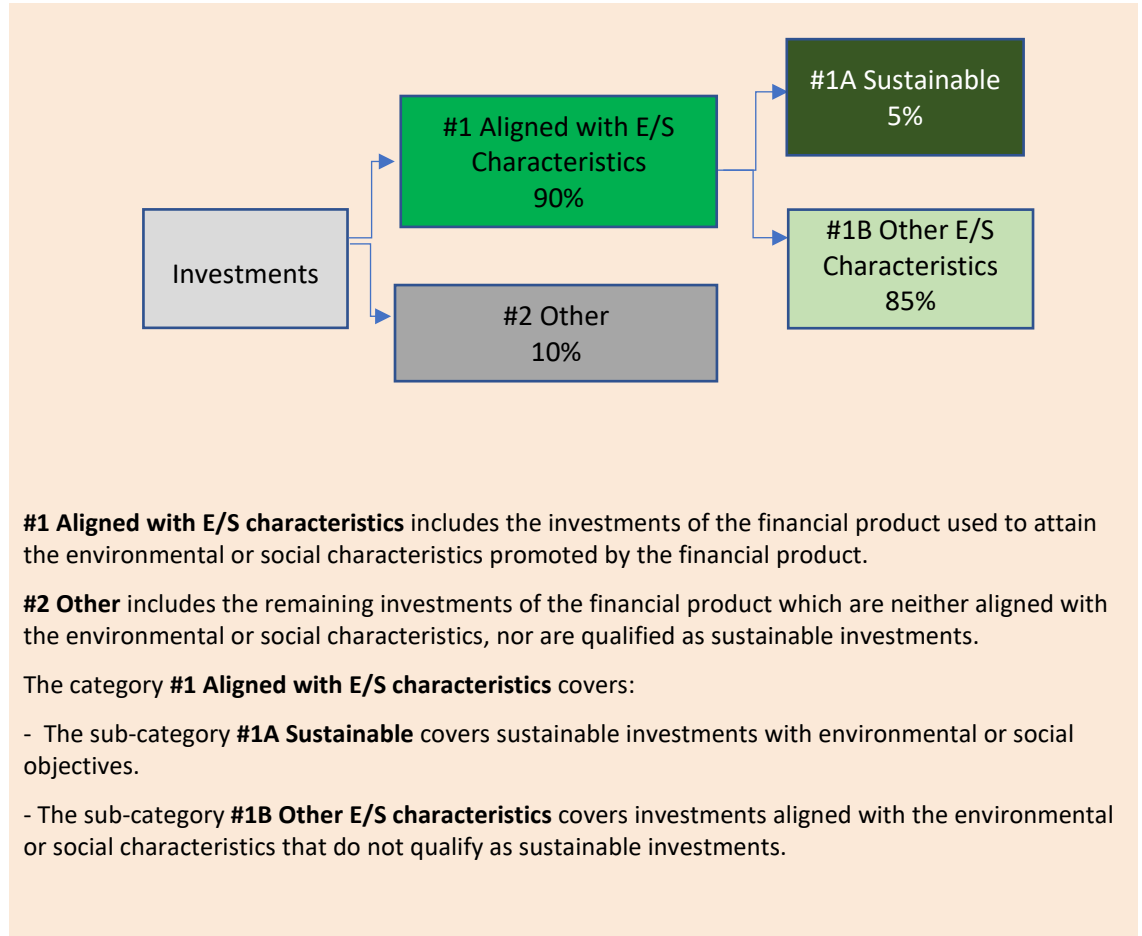 #1A Sustainable
5%
#1 Aligned with E/S
Characteristics
90%
#1B Other E/S
Characteristics
85%
Investments
#2 Other
10%
#1 Aligned with E/S characteristics includes the investments of the financial product used to attain
the environmental or social characteristics promoted by the financial product.
#2 Other includes the remaining investments of the financial product which are neither aligned with
the environmental or social characteristics, nor are qualified as sustainable investments.
The category #1 Aligned with E/S characteristics covers:
- The sub-category #1A Sustainable covers sustainable investments with environmental or social
objectives.
- The sub-category #1B Other E/S characteristics covers investments aligned with the environmental
or social characteristics that do not qualify as sustainable investments.